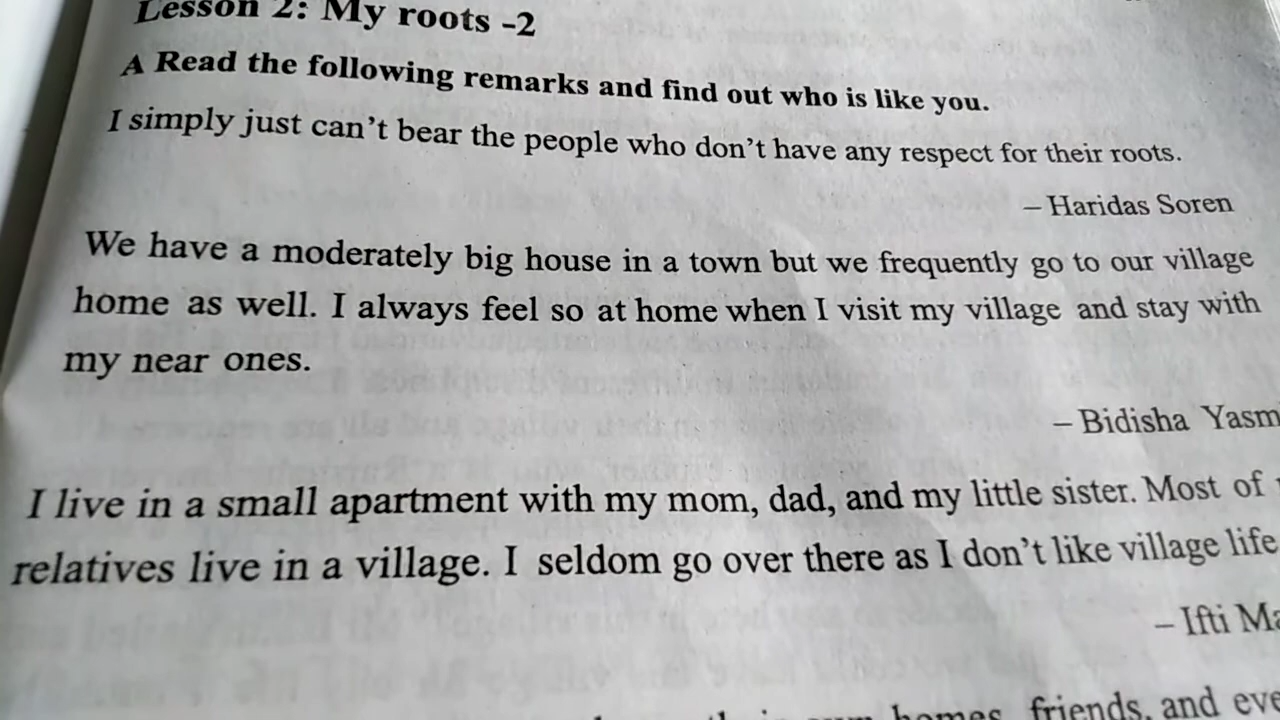 Lesson 2: My roots -2
A Read the following remarks and find out who is like you.
I simply just can't bear the people who don't have any respect for their roots.
– Haridas Soren
We have a moderately big house in a town but we frequently go to our village
home as well. I always feel so at home when I visit my village and stay with
my near ones.
– Bidisha Yasm
I live in a small apartment with my mom, dad, and my little sister. Most of
relatives live in a village. I seldom go over there as I don't like village life
– Ifti Ma
homes, friends, and eve